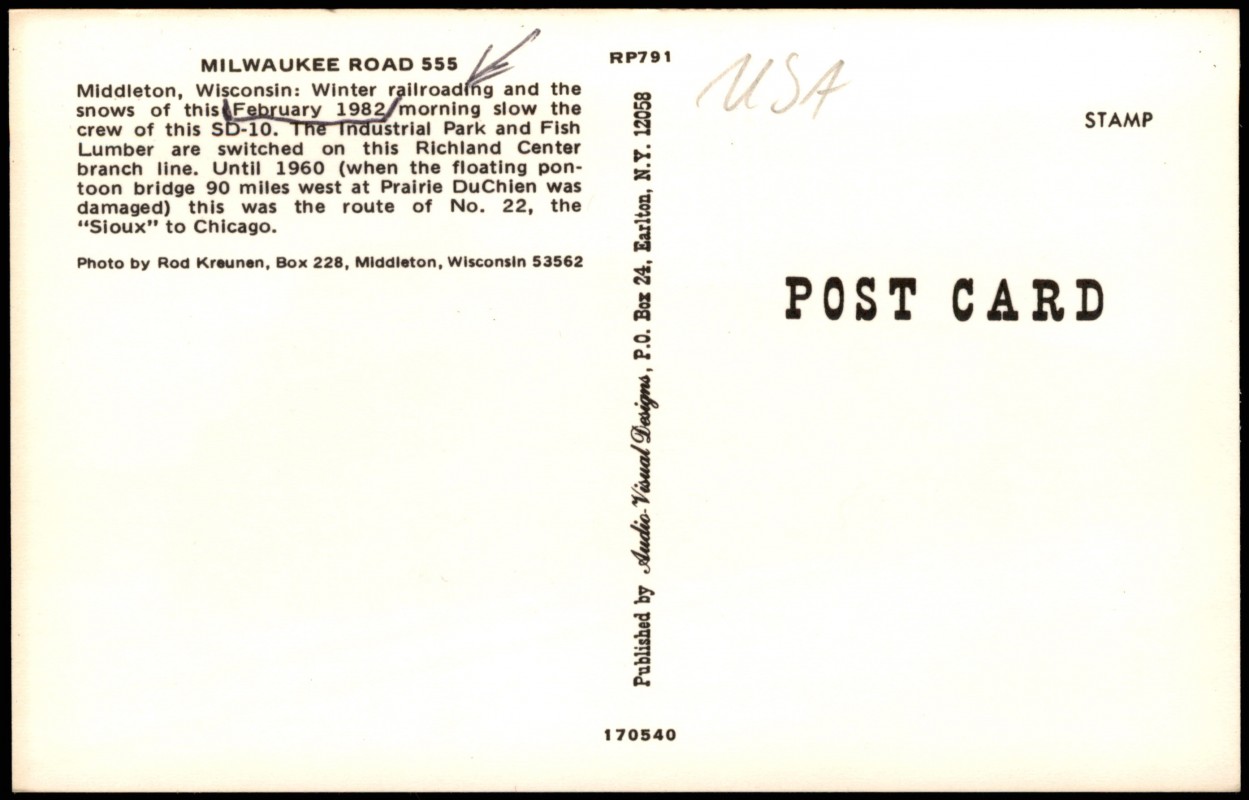 MILWAUKEE ROAD 555
Middleton, Wisconsin: Winter railroading and the
snows of this February 1982 morning slow the
crew of this SD-10. The Industrial Park and Fish
Lumber are switched on this Richland Center
branch line. Until 1960 (when the floating pon-
toon bridge 90 miles west at Prairie DuChien was
damaged) this was the route of No. 22, the
“Sioux” to Chicago.
Photo by Rod Kreunen, Box 228, Middleton, Wisconsin 53562
RP791
Published by Audio-Visual Designs, P.O. Box 24, Earlton, N.Y. 12058
170540
USA
STAMP
POST CARD